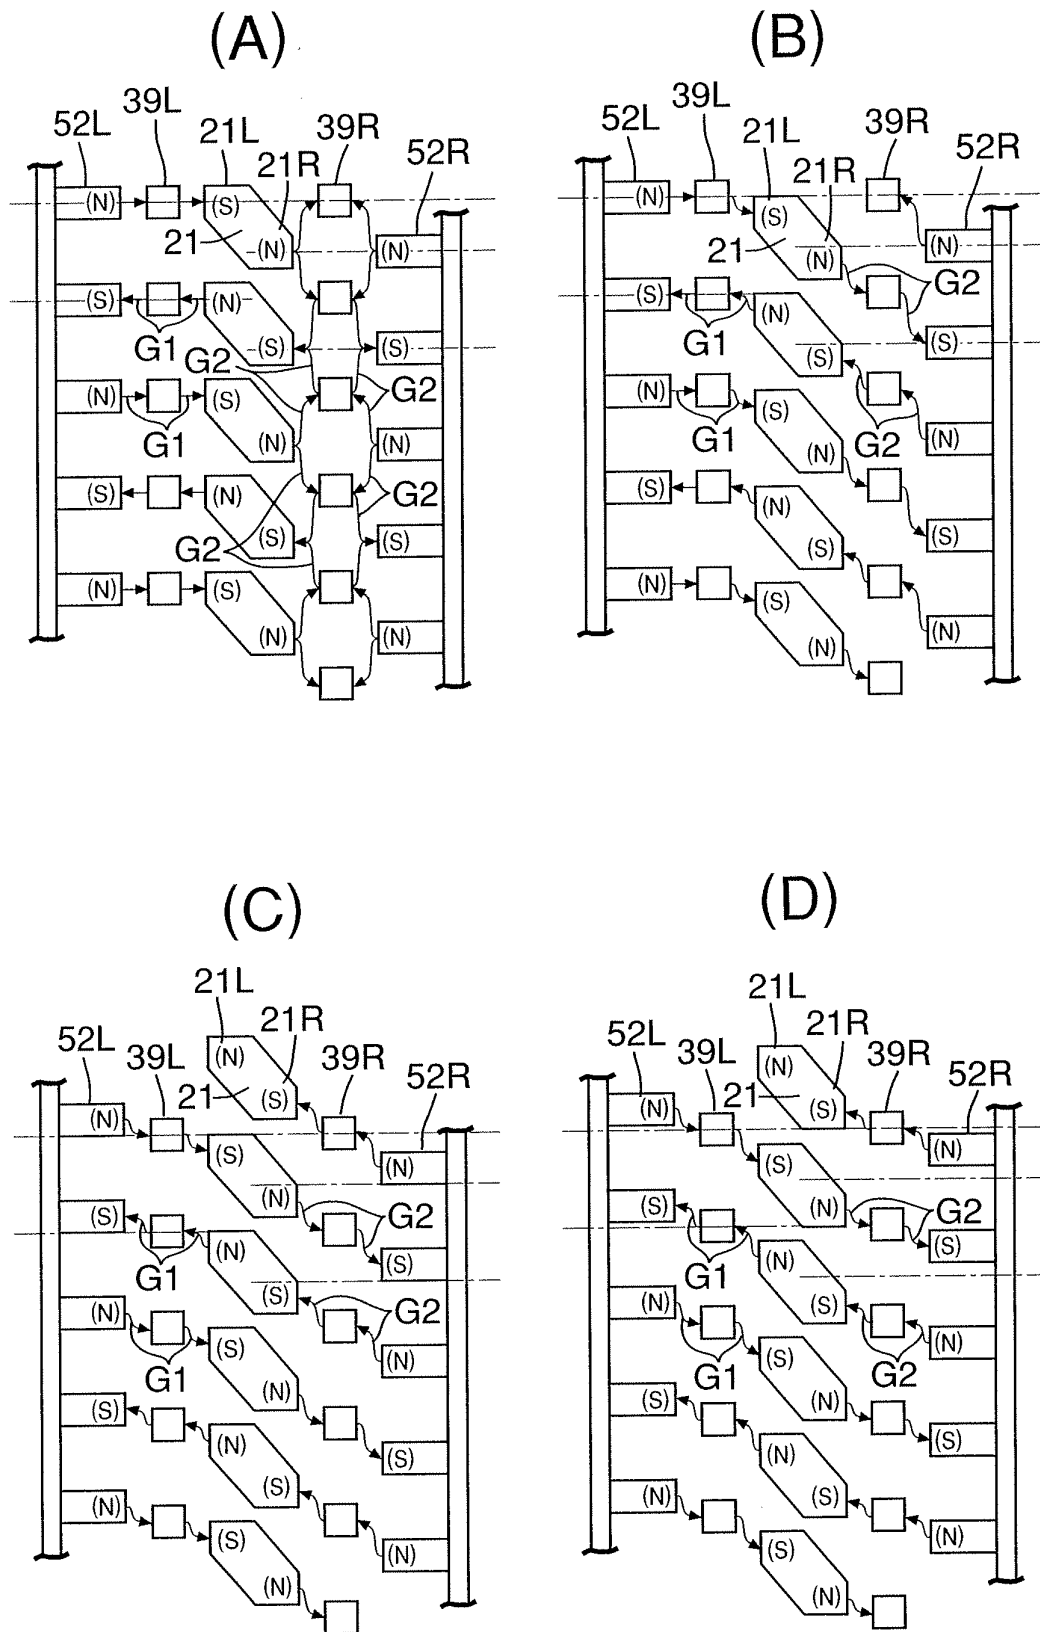 (A)
39L
52L
21L
39R
21R
52R
(N)
(S)
21
(N)
(N)
(S)
(N)
G1
(S)
(S)
G2
(N)
(S)
G2
G1
(N)
(N)
(S)
(N)
G2
G2
(S)
(S)
(N)
(S)
(N)
(N)
(B)
39L
52L
21L
39R
21R
52R
(N)
(S)
21
(N)
(N)
G2
(S)
(N)
G1
(S)
(S)
(N)
(S)
G1
G2
(N)
(N)
(S)
(N)
(S)
(S)
(N)
(S)
(N)
(N)
(C)
21L
21R
52L
39L
39R
52R
(N)
21
(S)
(N)
(S)
(N)
(N)
G2
(S)
(N)
(S)
G1
(S)
G2
(N)
(S)
(N)
G1
(N)
(S)
(N)
(S)
(S)
(N)
(S)
(N)
(N)
(D)
21L
21R
52L
39L
39R
52R
(N)
21
(S)
(N)
(S)
(N)
(N)
G2
(S)
(N)
(S)
G1
(S)
(N)
(S)
(N)
G1
G2
(N)
(S)
(N)
(S)
(S)
(N)
(S)
(N)
(N)